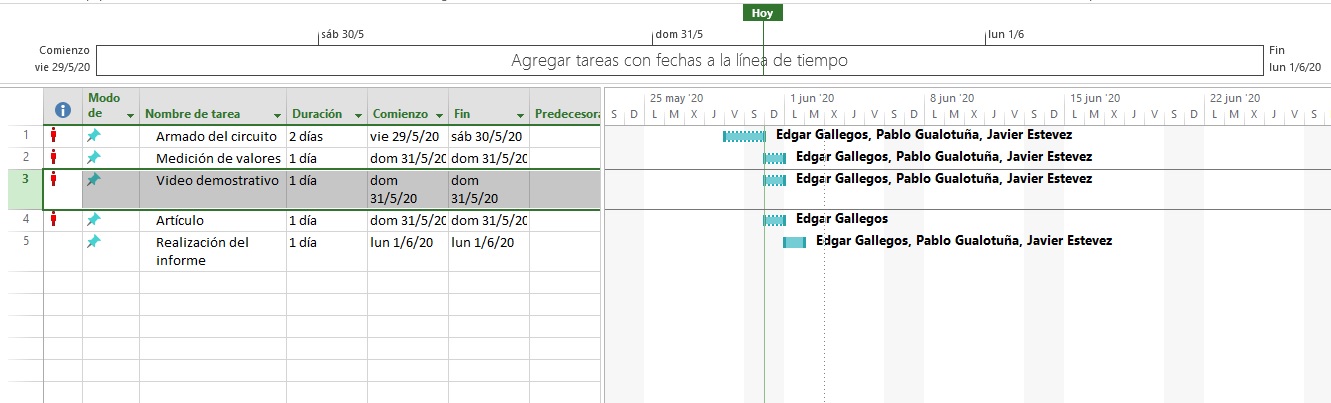 Hoy
sáb 30/5
dom 31/5
lun 1/6
Comienzo
vie 29/5/20
Agregar tareas con fechas a la línea de tiempo
Fin
lun 1/6/20
Modo de
Nombre de tarea
Duración
Comienzo
Fin
Predecesora
25 may '20
1 jun '20
8 jun '20
15 jun '20
22 jun '20
S D L M X J V S D L M X J V S D L M X J V S D L M X J V S D L M X J V S
1 Armado del circuito 2 días vie 29/5/20 sáb 30/5/20 Edgar Gallegos, Pablo Gualotuña, Javier Estevez
2 Medición de valores 1 día dom 31/5/20 dom 31/5/20 Edgar Gallegos, Pablo Gualotuña, Javier Estevez
3 Video demostrativo 1 día dom 31/5/20 dom 31/5/20 Edgar Gallegos, Pablo Gualotuña, Javier Estevez
4 Artículo 1 día dom 31/5/20 dom 31/5/20 Edgar Gallegos
5 Realización del informe 1 día lun 1/6/20 lun 1/6/20 Edgar Gallegos, Pablo Gualotuña, Javier Estevez